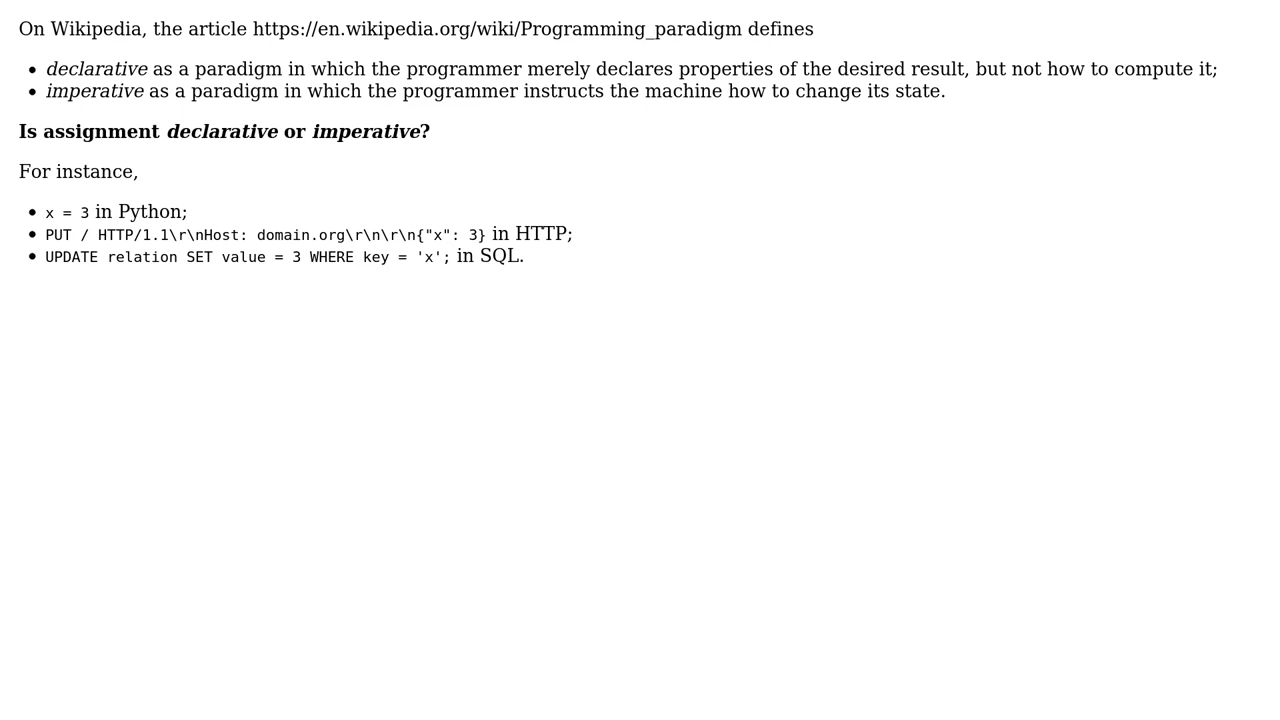 On Wikipedia, the article https://en.wikipedia.org/wiki/Programming_paradigm defines
• declarative as a paradigm in which the programmer merely declares properties of the desired result, but not how to compute it;
• imperative as a paradigm in which the programmer instructs the machine how to change its state.
Is assignment declarative or imperative?
For instance,
• x = 3 in Python;
• PUT / HTTP/1.1\r\nHost: domain.org\r\n\r\n{"x": 3} in HTTP;
• UPDATE relation SET value = 3 WHERE key = 'x'; in SQL.